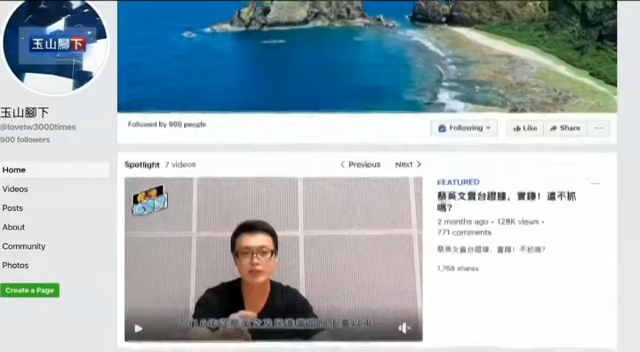 玉山腳下
玉山腳下
@lovetw3000times
900 followers
Home
Videos
Posts
About
Community
Photos
Create a Page
Followed by 900 people
Following
Like
Share
Spotlight 7 videos
Previous
Next
FEATURED
蔡英文賣台證據，實錘！還不抓
嗎？
2 months ago · 128K views ·
771 comments
蔡英文賣台證據，實錘！不抓嗎？
1,768 shares